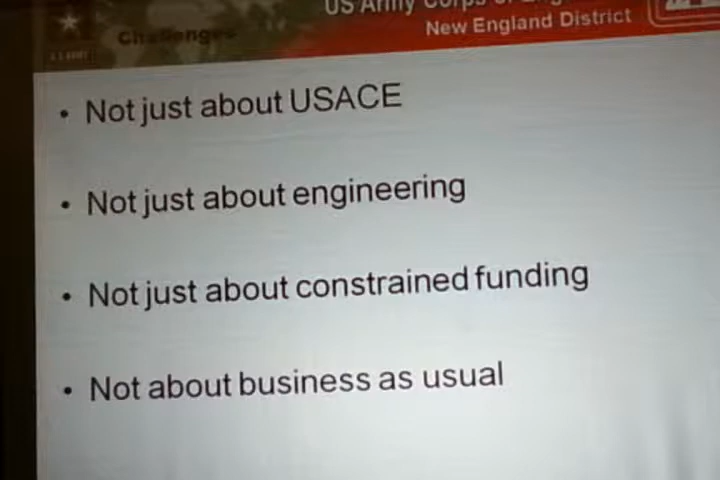 US Army Corps of
New England District
Challenges
Not just about USACE
Not just about engineering
Not just about constrained funding
Not about business as usual